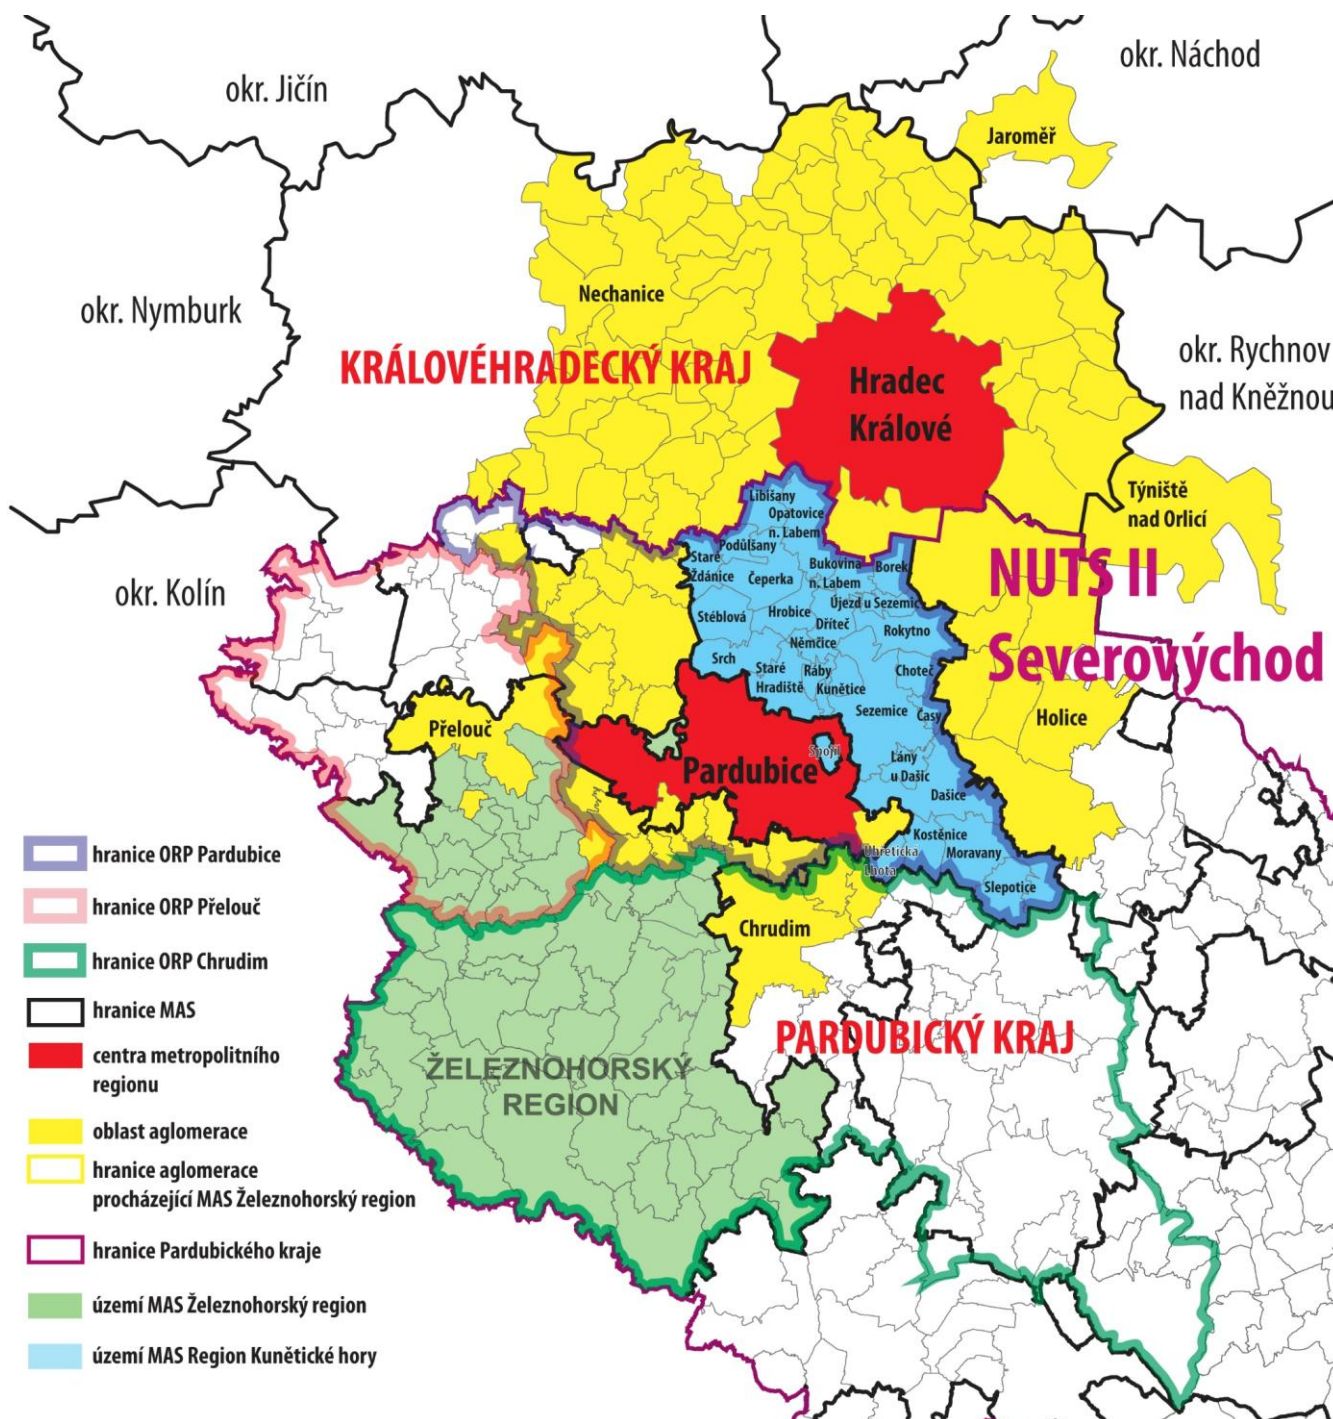 okr. Náchod
okr. Jičín
Jaroměř
Nechanice
okr. Nymburk
KRÁLOVÉHRADECKÝ KRAJ
Hradec
Králové
okr. Rychnov
nad Kněžnou
Týniště
nad Orlicí
okr. Kolín
NUTS II
Severovýchod
Libišany
Opatovice
n. Labem
Podůlšany
Staré
Ždánice
Čeperka
Bukovina
n. Labem
Borek
Újezd u Sezemic
Stéblová
Hrobice
Dříteč
Rokytno
Němčice
Srch
Staré
Hradiště
Ráby
Kunětice
Choteč
Sezemice
Časy
Holice
Přelouč
Pardubice
Spojil
Lány
u Dašic
Dašice
Kostěnice
Moravany
Lhota
Slepotice
Chrudim
PARDUBICKÝ KRAJ
ŽELEZNOHORSKÝ
REGION
hranice ORP Pardubice
hranice ORP Přelouč
hranice ORP Chrudim
hranice MAS
centra metropolitního
regionu
oblast aglomerace
hranice aglomerace
procházející MAS Železnohorský region
hranice Pardubického kraje
území MAS Železnohorský region
území MAS Region Kunětické hory